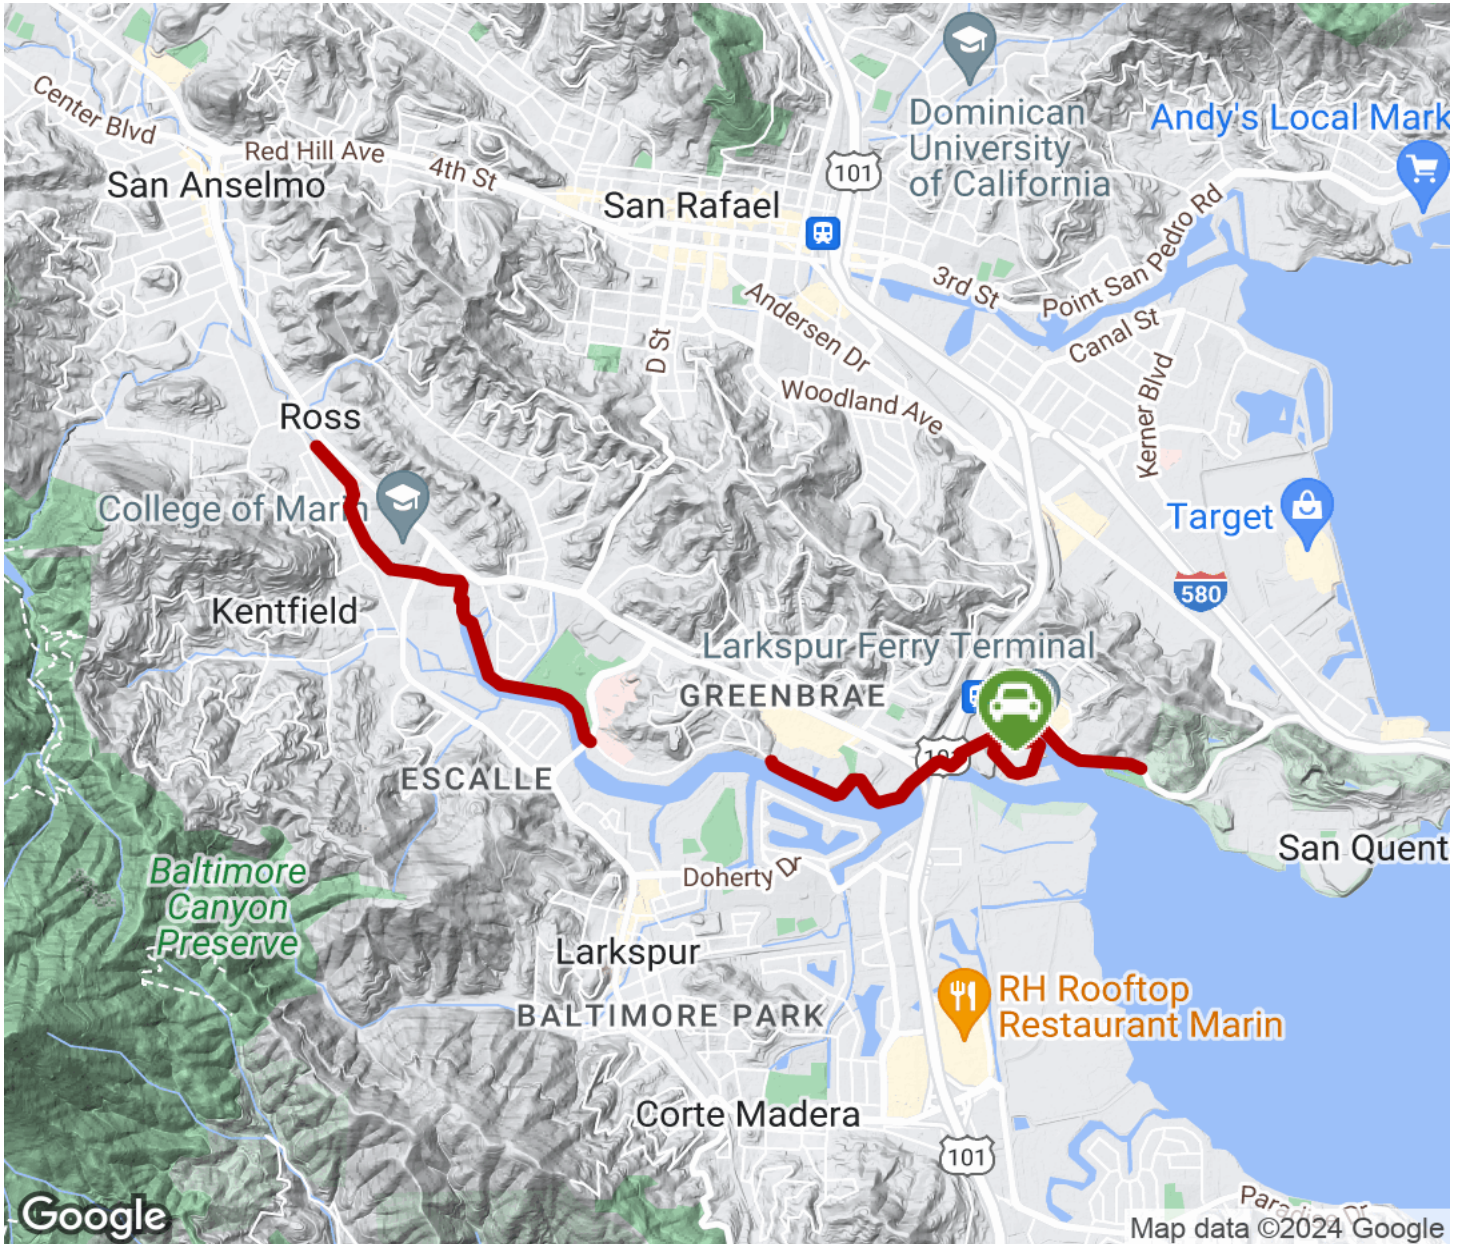 Center Blvd
Red Hill Ave
4th St
San Anselmo
San Rafael
101
Dominican
University
of California
Andy's Local Mark
3rd St
Point San Pedro Rd
Canal St
Andersen Dr
D St
Woodland Ave
Kerner Blvd
Ross
College of Marin
Target
580
Kentfield
Larkspur Ferry Terminal
GREENBRAE
101
ESCALLE
San Quent
Baltimore
Canyon
Preserve
Doherty Dr
Larkspur
RH Rooftop
Restaurant Marin
BALTIMORE PARK
Corte Madera
101
Paradise Dr
Google
Map data ©2024 Google